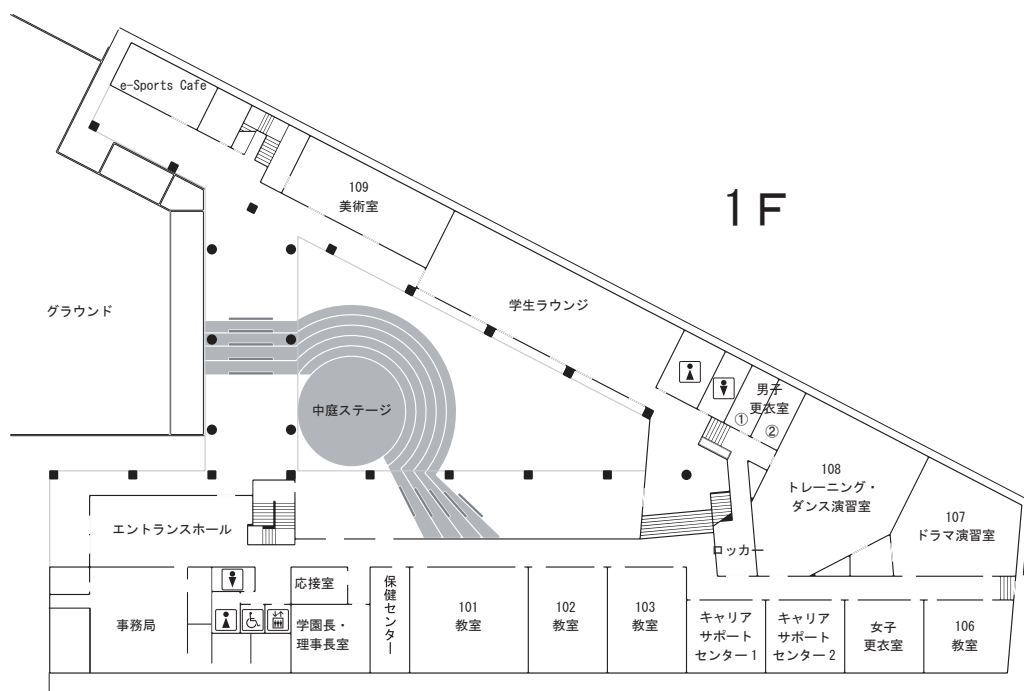 1F
e-Sports Cafe
109
美術室
学生ラウンジ
グラウンド
中庭ステージ
男子
更衣室
①
②
108
トレーニング・
ダンス演習室
107
ドラマ演習室
エントランスホール
ロッカー
事務局
応接室
学園長・
理事長室
保健センター
101
教室
102
教室
103
教室
キャリア
サポート
センター1
キャリア
サポート
センター2
女子
更衣室
106
教室